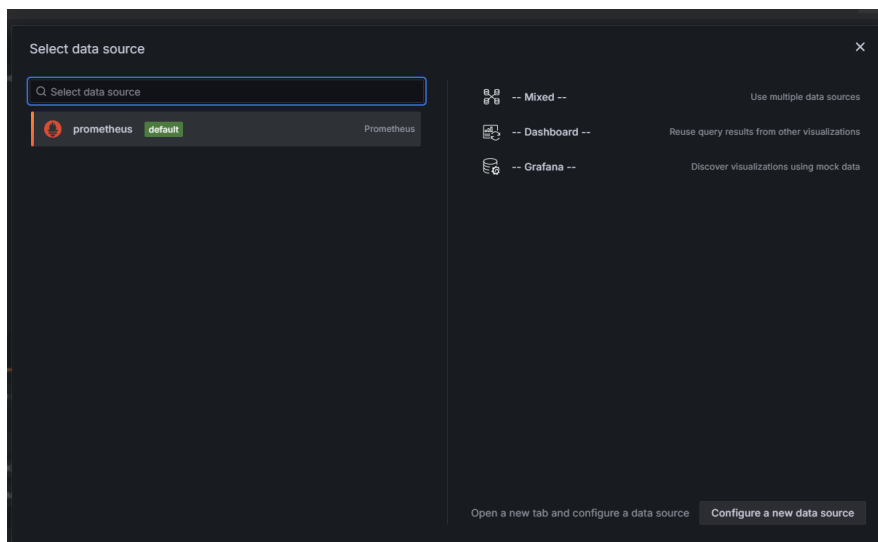 Select data source
Select data source
prometheus default Prometheus
-- Mixed -- Use multiple data sources
-- Dashboard -- Reuse query results from other visualizations
-- Grafana -- Discover visualizations using mock data
Open a new tab and configure a data source Configure a new data source